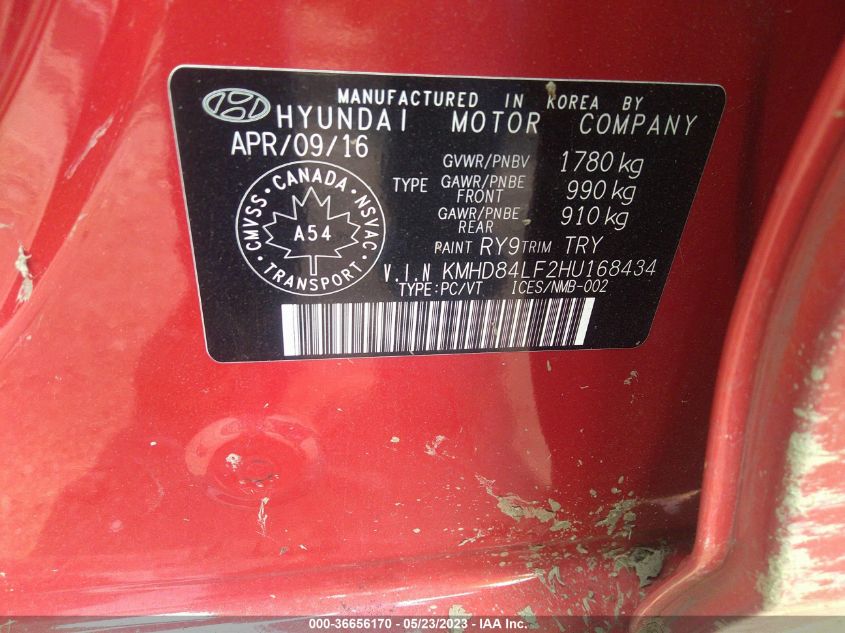 MANUFACTURED IN KOREA BY
HYUNDAI MOTOR COMPANY
APR/09/16
GVWR/PNBV 1780 kg
TYPE GAWR/PNBE FRONT 990 kg
GAWR/PNBE REAR 910 kg
CANADA
CMVSS NSVAC
A54
TRANSPORT
PAINT RY9 TRIM TRY
V.I.N KMHD84LF2HU168434
TYPE:PC/VT ICES/NMB-002
000-36656170 - 05/23/2023 - IAA Inc.